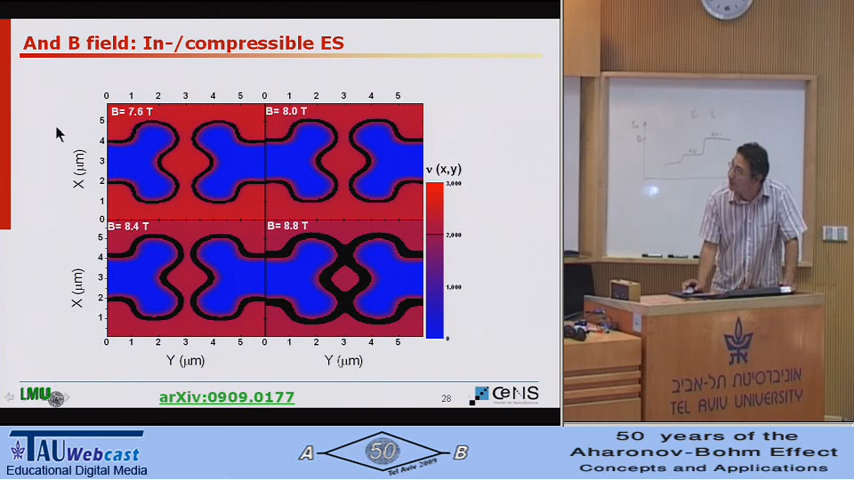 And B field: In-/compressible ES
0 1 2 3 4 5 0 1 2 3 4 5
B= 7.6 T
B= 8.0 T
5
4
3
2
1
0
X (μm)
ν (x,y)
3,000
2,000
1,000
0
B= 8.4 T
B= 8.8 T
5
4
3
2
1
X (μm)
0 1 2 3 4 5 0 1 2 3 4 5
Y (μm)
Y (μm)
LMU
arXiv:0909.0177
28
CeNS
אוניברסיטת תל-אביב
TEL AVIV UNIVERSITY
TAU Webcast
Educational Digital Media
A 50 B
Tel Aviv 2009
50 years of the
Aharonov-Bohm Effect
Concepts and Applications